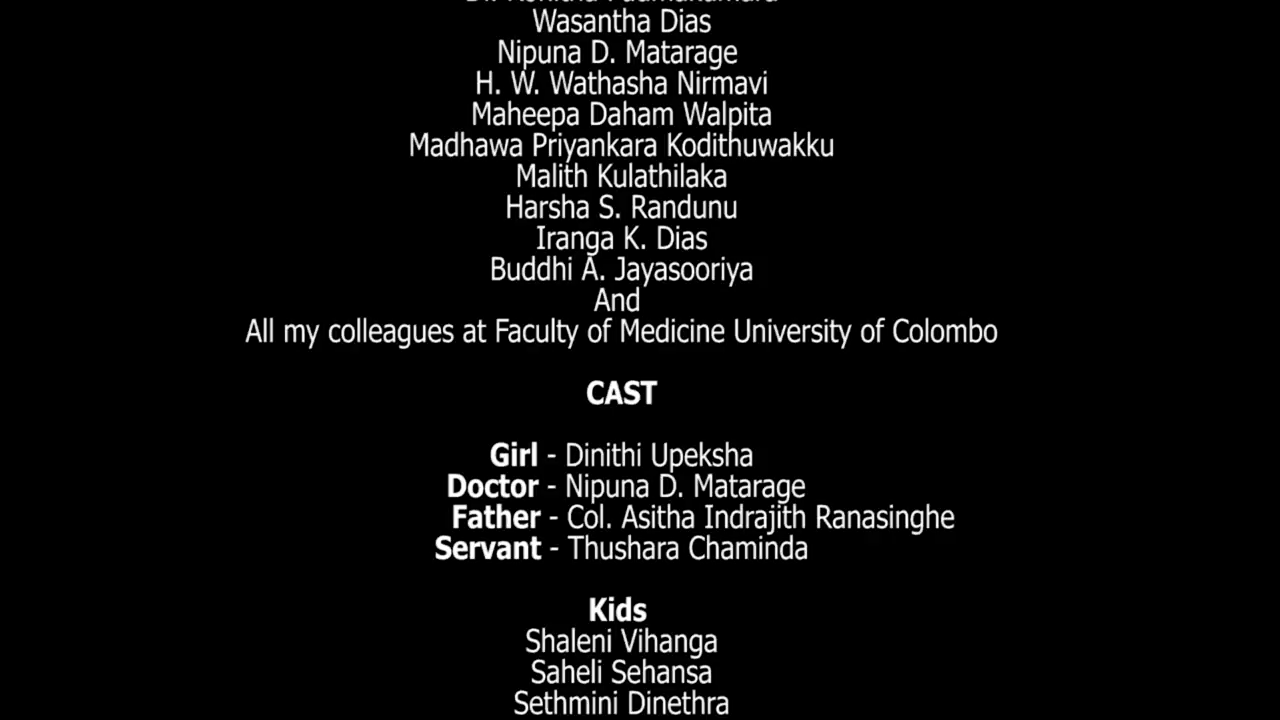 Wasantha Dias
Nipuna D. Matarage
H. W. Wathasha Nirmavi
Maheepa Daham Walpita
Madhawa Priyankara Kodithuwakku
Malith Kulathilaka
Harsha S. Randunu
Iranga K. Dias
Buddhi A. Jayasooriya
And
All my colleagues at Faculty of Medicine University of Colombo
CAST
Girl - Dinithi Upeksha
Doctor - Nipuna D. Matarage
Father - Col. Asitha Indrajith Ranasinghe
Servant - Thushara Chaminda
Kids
Shaleni Vihanga
Saheli Sehansa
Sethmini Dinethra